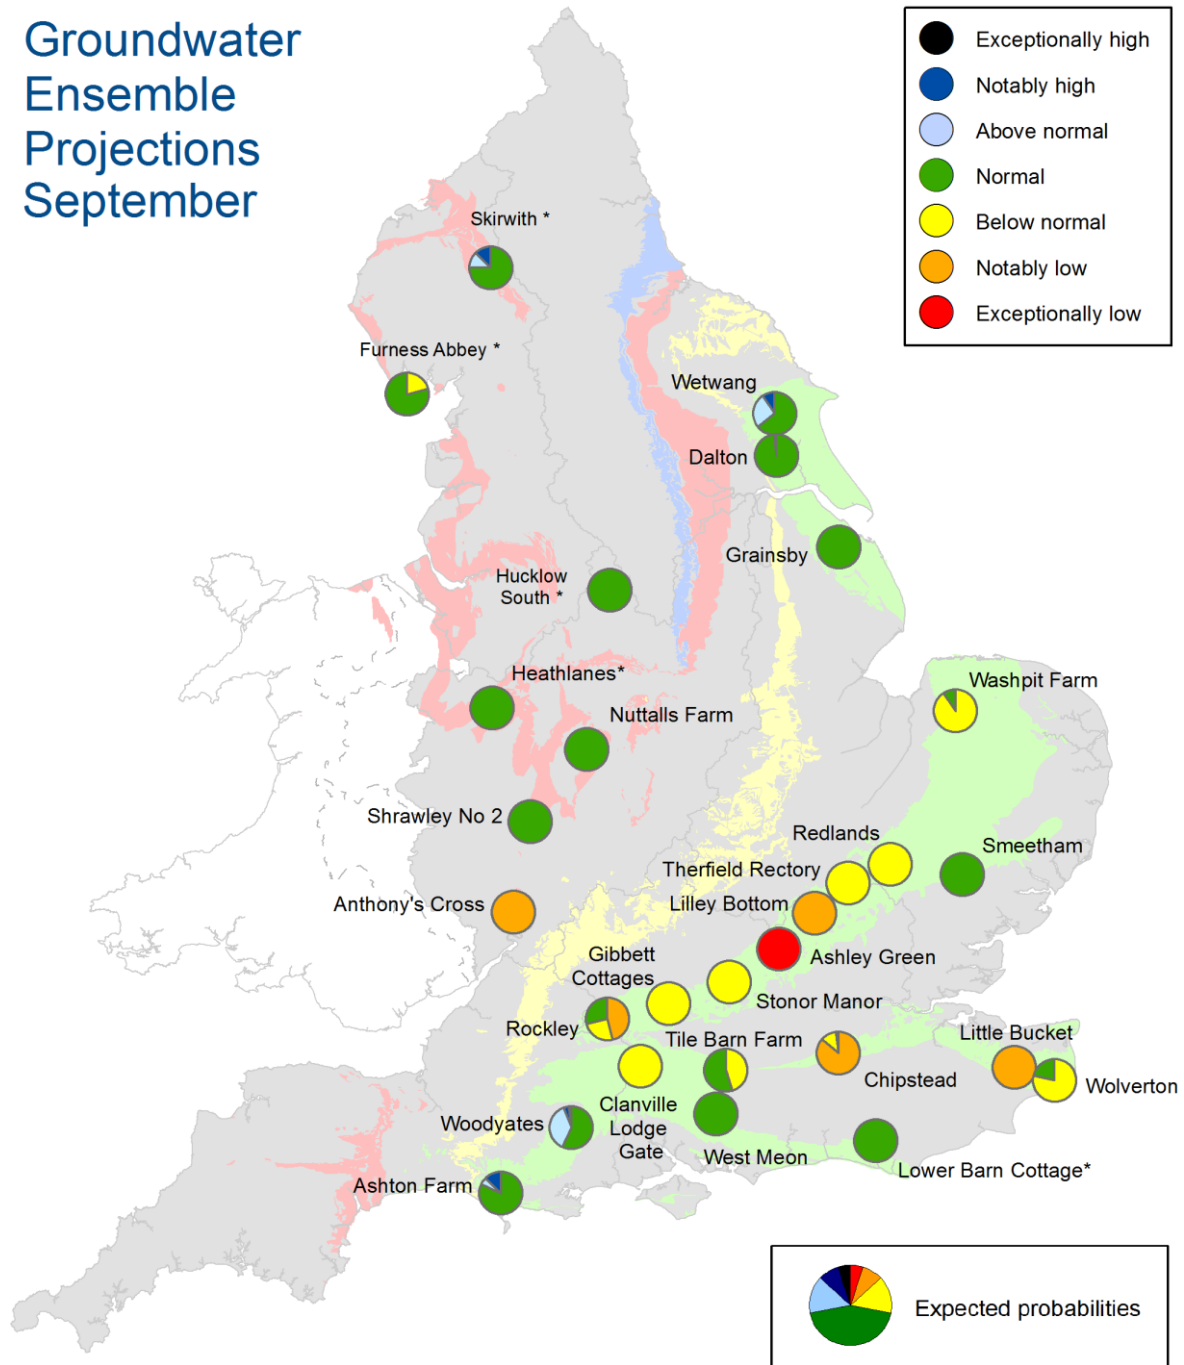 Groundwater
Ensemble
Projections
September
Exceptionally high
Notably high
Above normal
Normal
Below normal
Notably low
Exceptionally low
Skirwith *
Furness Abbey *
Wetwang
Dalton
Grainsby
Hucklow
South *
Heathlanes*
Nuttalls Farm
Washpit Farm
Shrawley No 2
Redlands
Smeetham
Therfield Rectory
Anthony's Cross
Lilley Bottom
Ashley Green
Gibbett
Cottages
Stonor Manor
Rockley
Tile Barn Farm
Little Bucket
Chipstead
Wolverton
Woodyates
Clanville
Lodge
Gate
West Meon
Lower Barn Cottage*
Ashton Farm
Expected probabilities